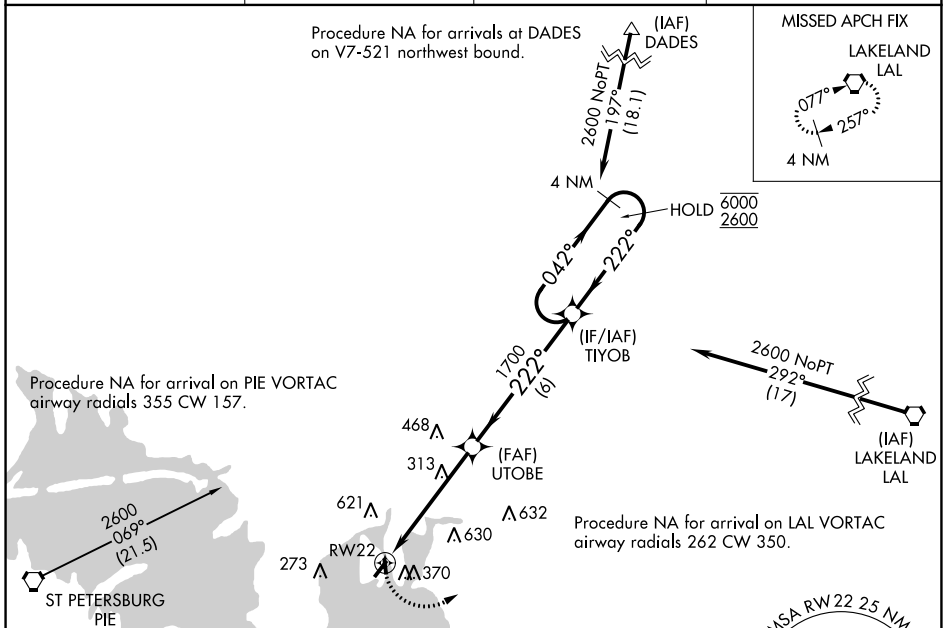 Procedure NA for arrivals at DADES
on V7-521 northwest bound.
(IAF)
DADES
2600 NoPT
197°
(18.1)
MISSED APCH FIX
LAKELAND
LAL
077°
257°
4 NM
4 NM
HOLD
6000
2600
042°
222°
(IF/IAF)
TIYOB
1700
222°
(6)
2600 NoPT
292°
(17)
(IAF)
LAKELAND
LAL
Procedure NA for arrival on PIE VORTAC
airway radials 355 CW 157.
468
(FAF)
UTOBE
313
621
632
630
Procedure NA for arrival on LAL VORTAC
airway radials 262 CW 350.
2600
069°
(21.5)
RW22
273
370
ST PETERSBURG
PIE
MSA RW22 25 NM